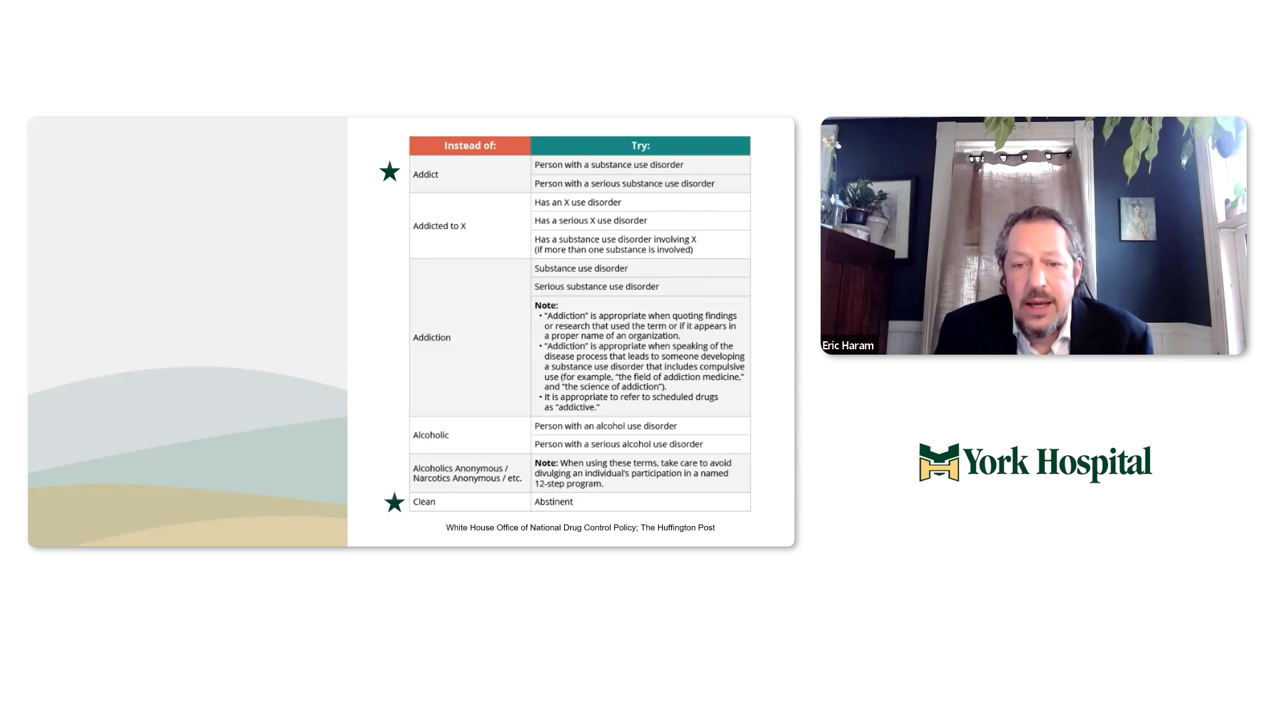 Instead of:
Try:
Addict
Person with a substance use disorder
Person with a serious substance use disorder
Addicted to X
Has an X use disorder
Has a serious X use disorder
Has a substance use disorder involving X
(if more than one substance is involved)
Addiction
Substance use disorder
Serious substance use disorder
Note:
• "Addiction" is appropriate when quoting findings
or research that used the term or if it appears in
a proper name of an organization.
• "Addiction" is appropriate when speaking of the
disease process that leads to someone developing
a substance use disorder that includes compulsive
use (for example, "the field of addiction medicine,"
and "the science of addiction").
• It is appropriate to refer to scheduled drugs
as "addictive."
Alcoholic
Person with an alcohol use disorder
Person with a serious alcohol use disorder
Alcoholics Anonymous /
Narcotics Anonymous / etc.
Note: When using these terms, take care to avoid
divulging an individual's participation in a named
12-step program.
Clean
Abstinent
White House Office of National Drug Control Policy; The Huffington Post
Eric Haram
York Hospital